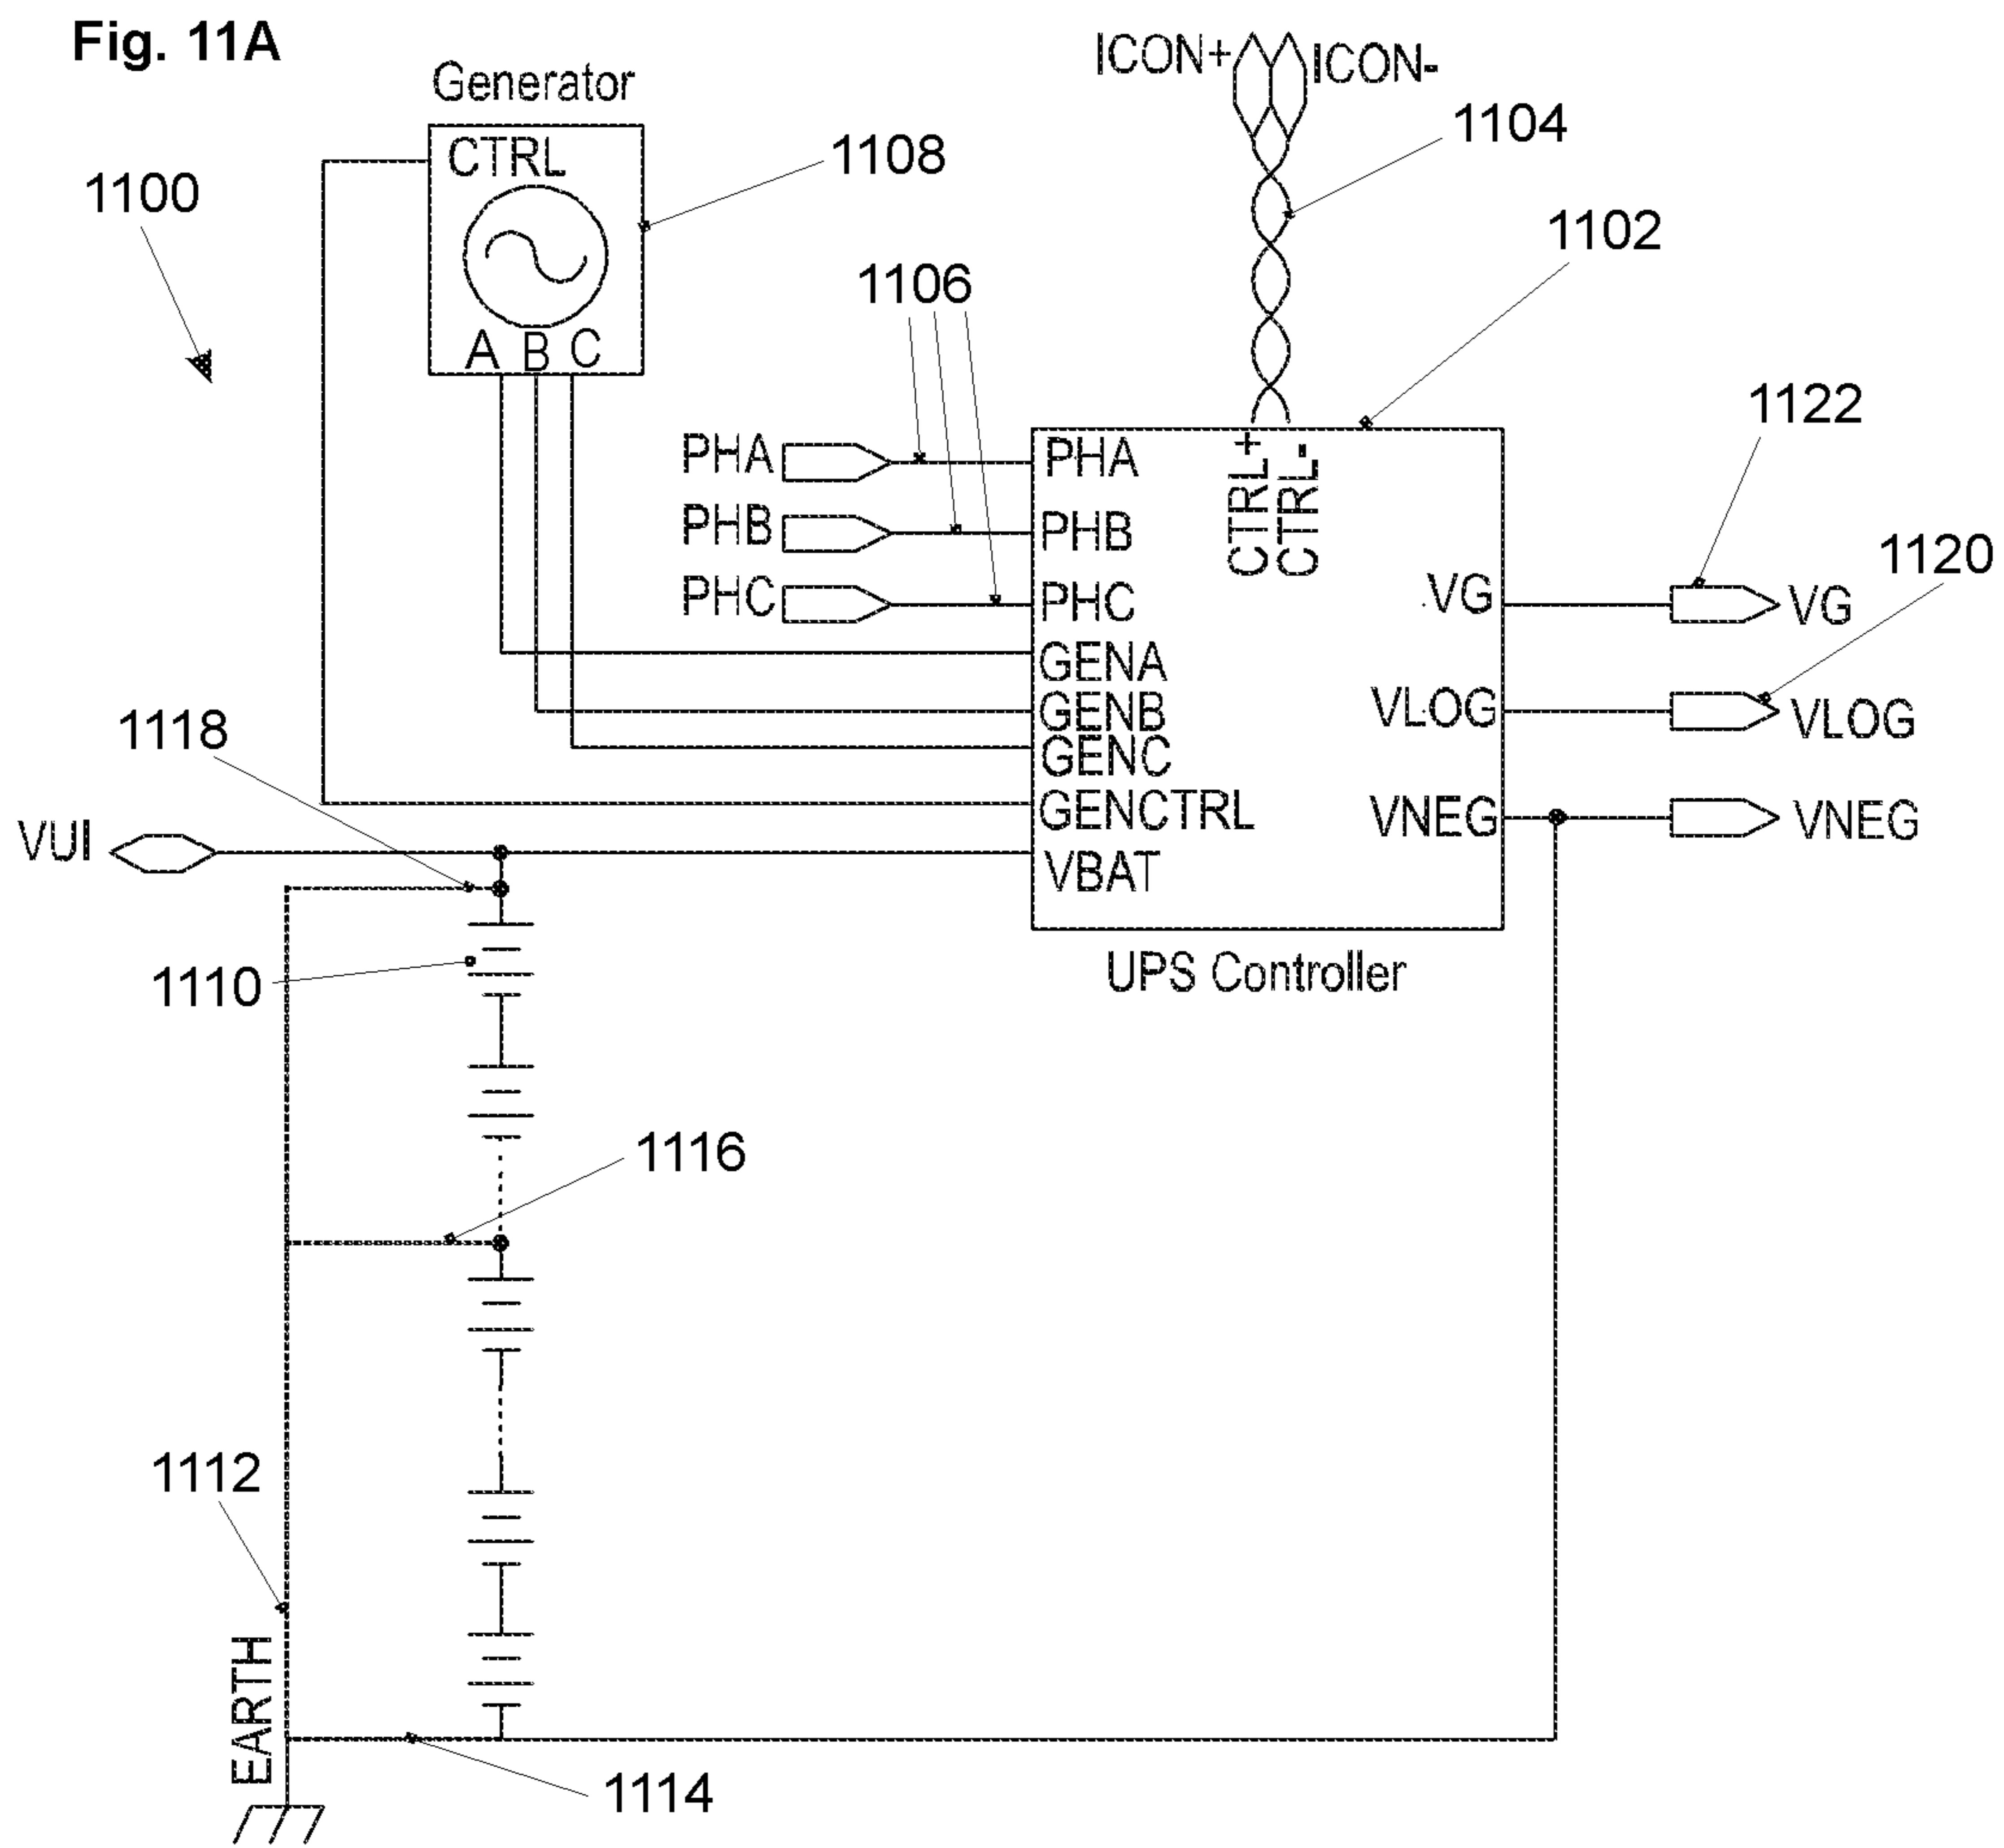 Fig. 11A
Generator
ICON+ ICON-
CTRL
1108
1104
1100
1102
1106
A B C
1122
PHA PHA
CTRL+
CTRL-
PHB PHB
1120
PHC PHC
VG VG
GENA
GENB
VLOG VLOG
1118
GENC
GENCTRL
VNEG VNEG
VUI
VBAT
1110
UPS Controller
1116
1112
EARTH
1114